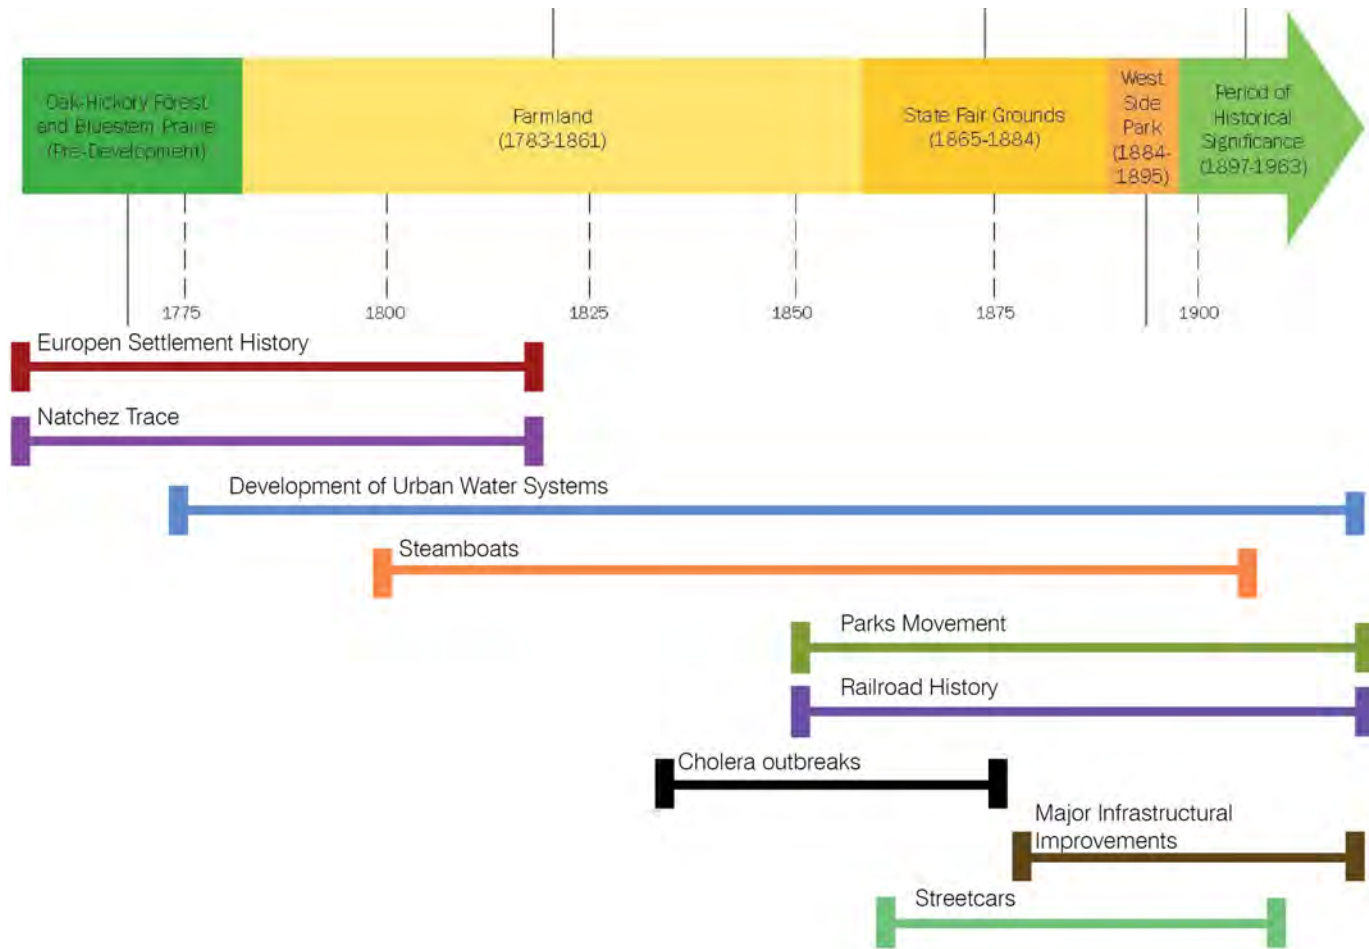 Oak-Hickory Forest
and Bluestem Prairie
(Pre-Development)
Farmland
(1783-1861)
State Fair Grounds
(1865-1884)
West
Side
Park
(1884-
1895)
Period of
Historical
Significance
(1897-1963)
1775
1800
1825
1850
1875
1900
Europen Settlement History
Natchez Trace
Development of Urban Water Systems
Steamboats
Parks Movement
Railroad History
Cholera outbreaks
Major Infrastructural
Improvements
Streetcars